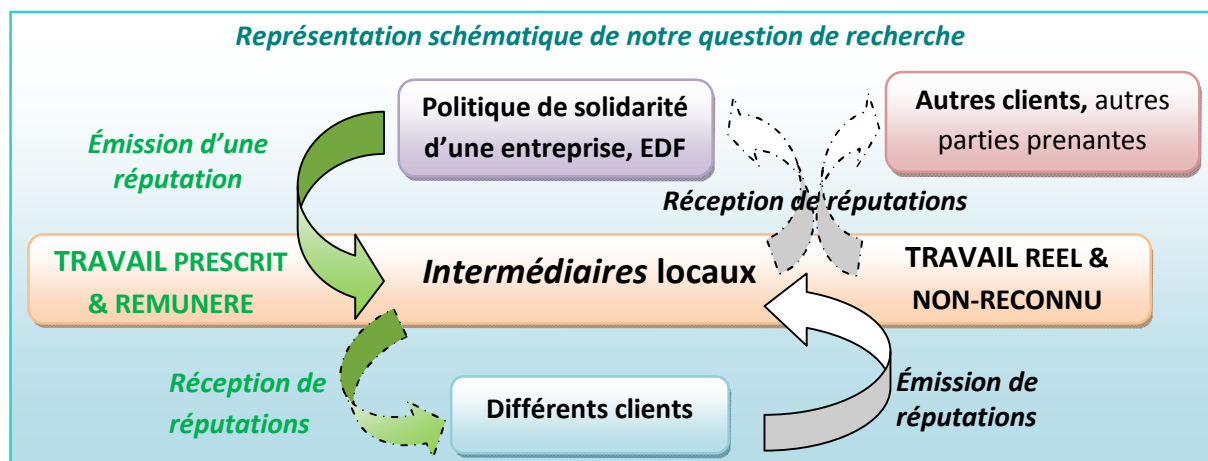 Représentation schématique de notre question de recherche
Politique de solidarité
d’une entreprise, EDF
Autres clients, autres
parties prenantes
Émission d’une
réputation
Réception de réputations
TRAVAIL PRESCRIT
& REMUNERE
Intermédiaires locaux
TRAVAIL REEL &
NON-RECONNU
Réception de
réputations
Différents clients
Émission de
réputations